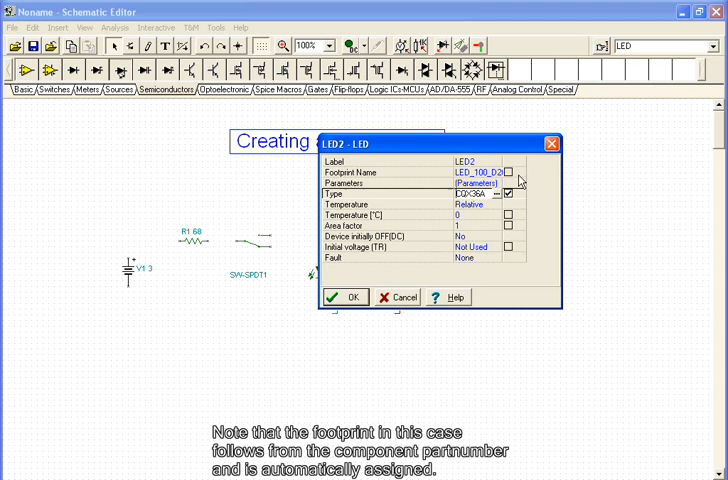 Noname - Schematic Editor
File Edit Insert View Analysis Interactive T&M Tools Help
100% DC LED
Basic Switches Meters Sources Semiconductors Optoelectronic Spice Macros Gates Flip-flops Logic ICs-MCUs AD/DA-555 RF Analog Control Special
Creating a
LED2 - LED
Label LED2
Footprint Name LED_100_D20
Parameters (Parameters)
Type CQX36A ...
Temperature Relative
Temperature [°C] 0
Area factor 1
Device initially OFF(DC) No
Initial voltage (TR) Not Used
Fault None
OK Cancel Help
R1 68
V1 3
SW-SPDT1
Note that the footprint in this case
follows from the component partnumber
and is automatically assigned.